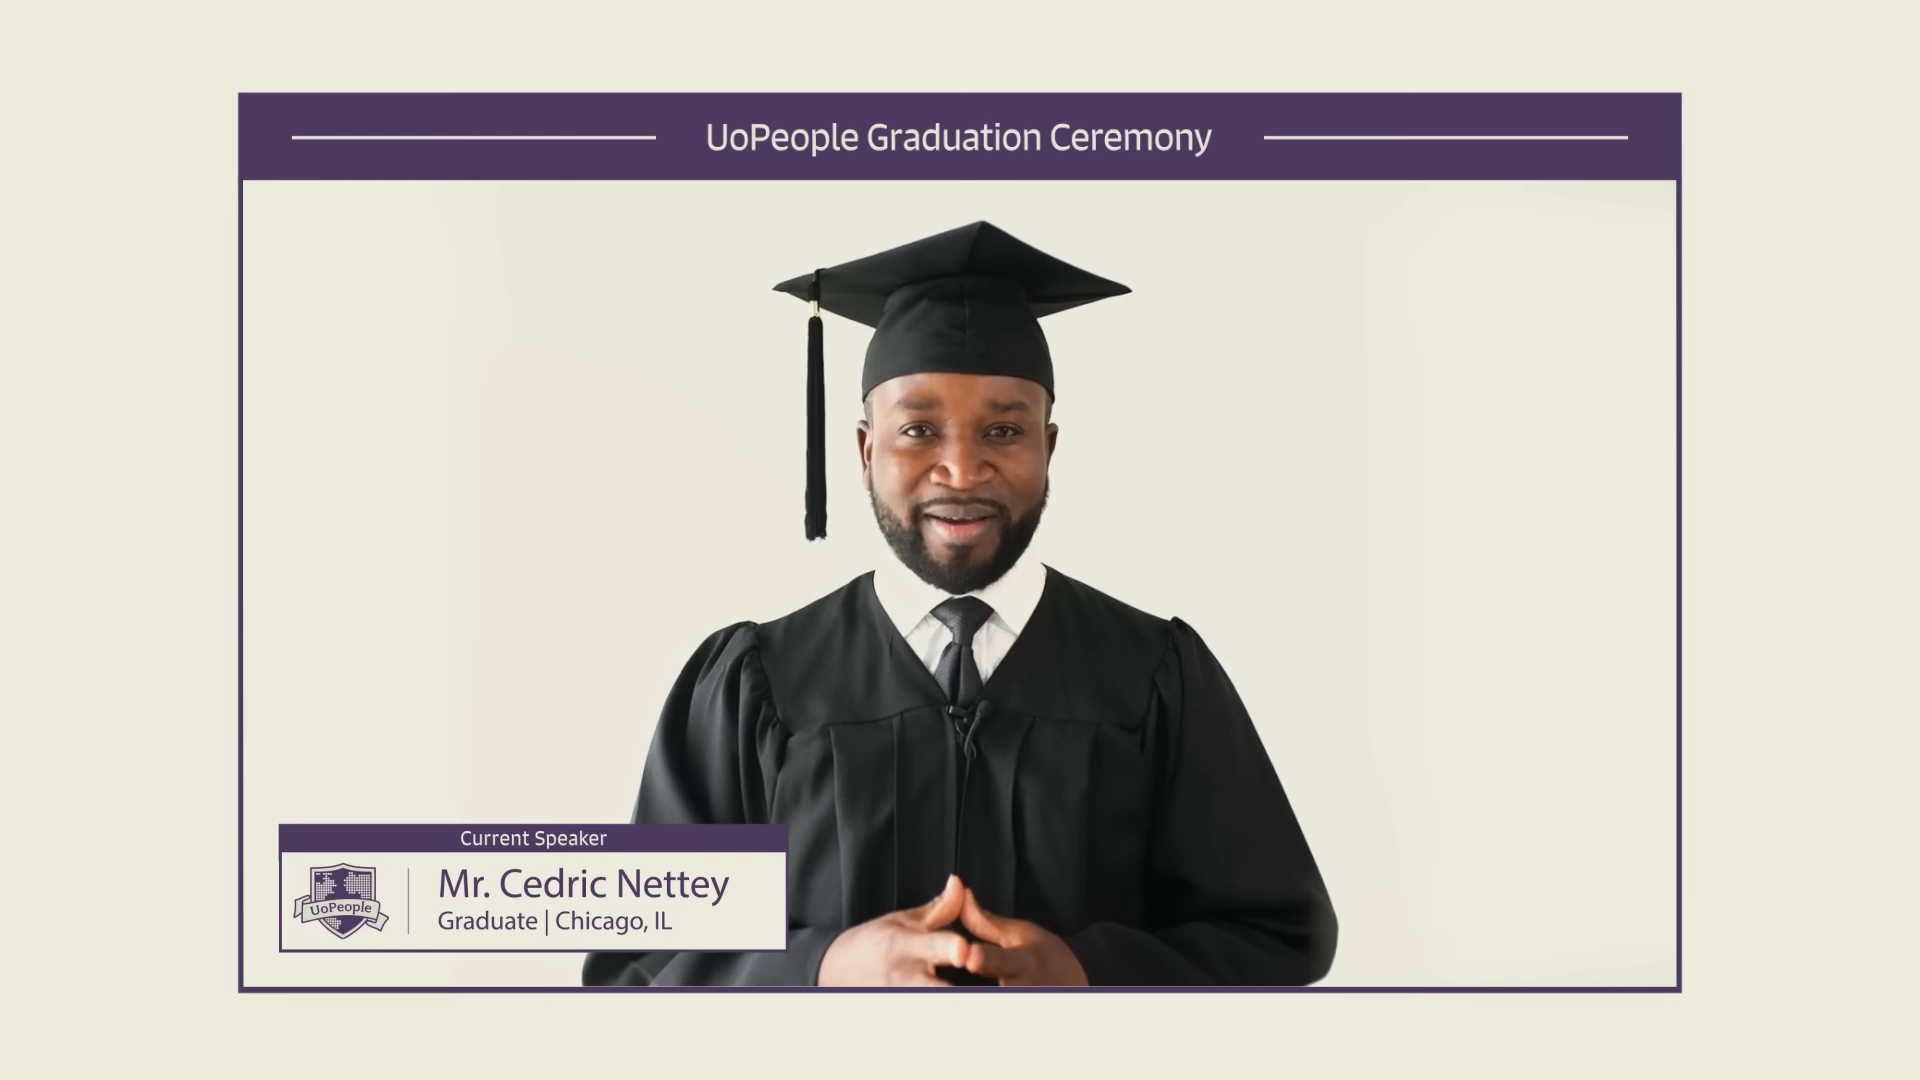 UoPeople Graduation Ceremony
Current Speaker
UoPeople
Mr. Cedric Nettey
Graduate | Chicago, IL